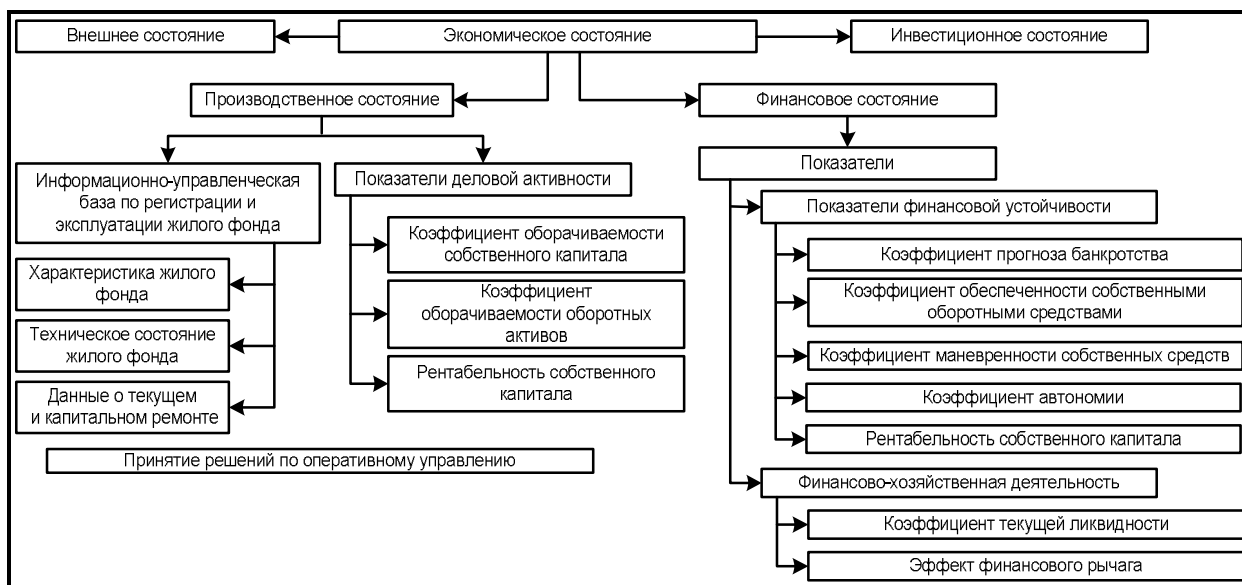 Внешнее состояние
Экономическое состояние
Инвестиционное состояние
Производственное состояние
Финансовое состояние
Информационно-управленческая
база по регистрации и
эксплуатации жилого фонда
Показатели деловой активности
Показатели
Показатели финансовой устойчивости
Характеристика жилого
фонда
Техническое состояние
жилого фонда
Данные о текущем
и капитальном ремонте
Коэффициент оборачиваемости
собственного капитала
Коэффициент
оборачиваемости оборотных
активов
Рентабельность собственного
капитала
Коэффициент прогноза банкротства
Коэффициент обеспеченности собственными
оборотными средствами
Коэффициент маневренности собственных средств
Коэффициент автономии
Рентабельность собственного капитала
Принятие решений по оперативному управлению
Финансово-хозяйственная деятельность
Коэффициент текущей ликвидности
Эффект финансового рычага